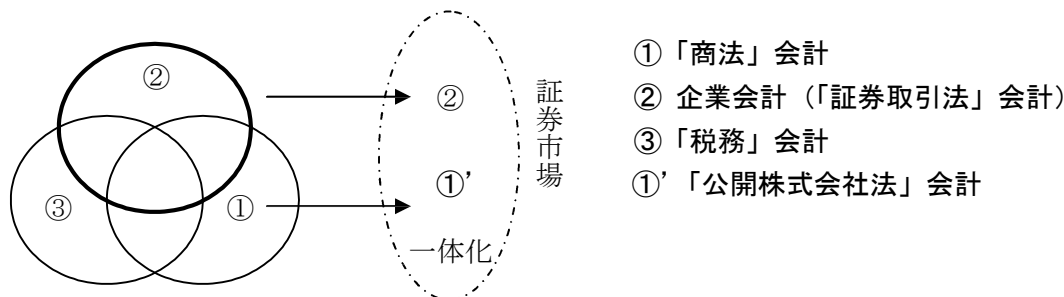 ②
③
①
②
①’
一体化
証券市場
①「商法」会計
② 企業会計（「証券取引法」会計）
③「税務」会計
①’「公開株式会社法」会計